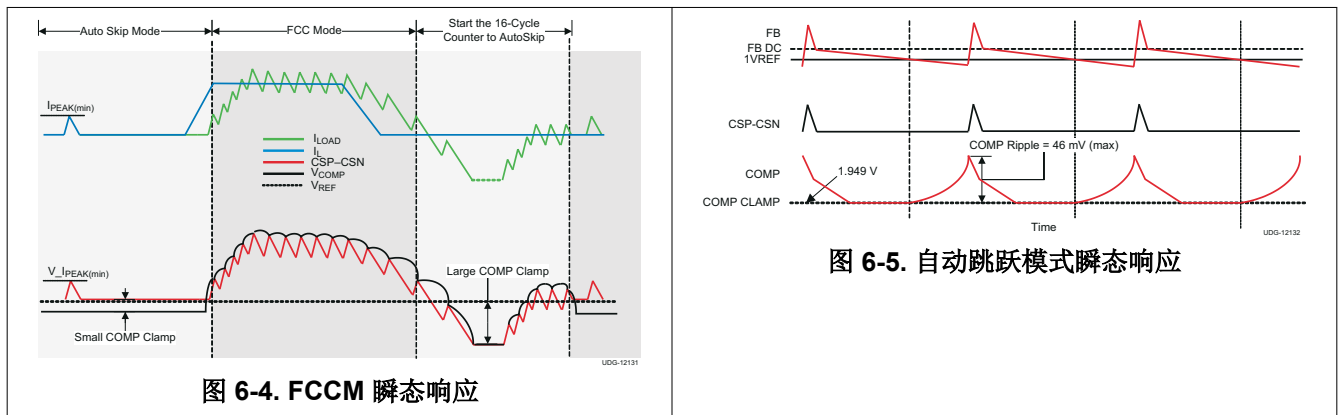 Auto Skip Mode
FCC Mode
Start the 16-Cycle
Counter to AutoSkip
IPEAK(min)
ILOAD
IL
CSP–CSN
VCOMP
VREF
V_IPEAK(min)
Large COMP Clamp
Small COMP Clamp
UDG-12131
图 6-4. FCCM 瞬态响应
FB
FB DC
1VREF
CSP-CSN
COMP Ripple = 46 mV (max)
COMP
1.949 V
COMP CLAMP
Time
UDG-12132
图 6-5. 自动跳跃模式瞬态响应